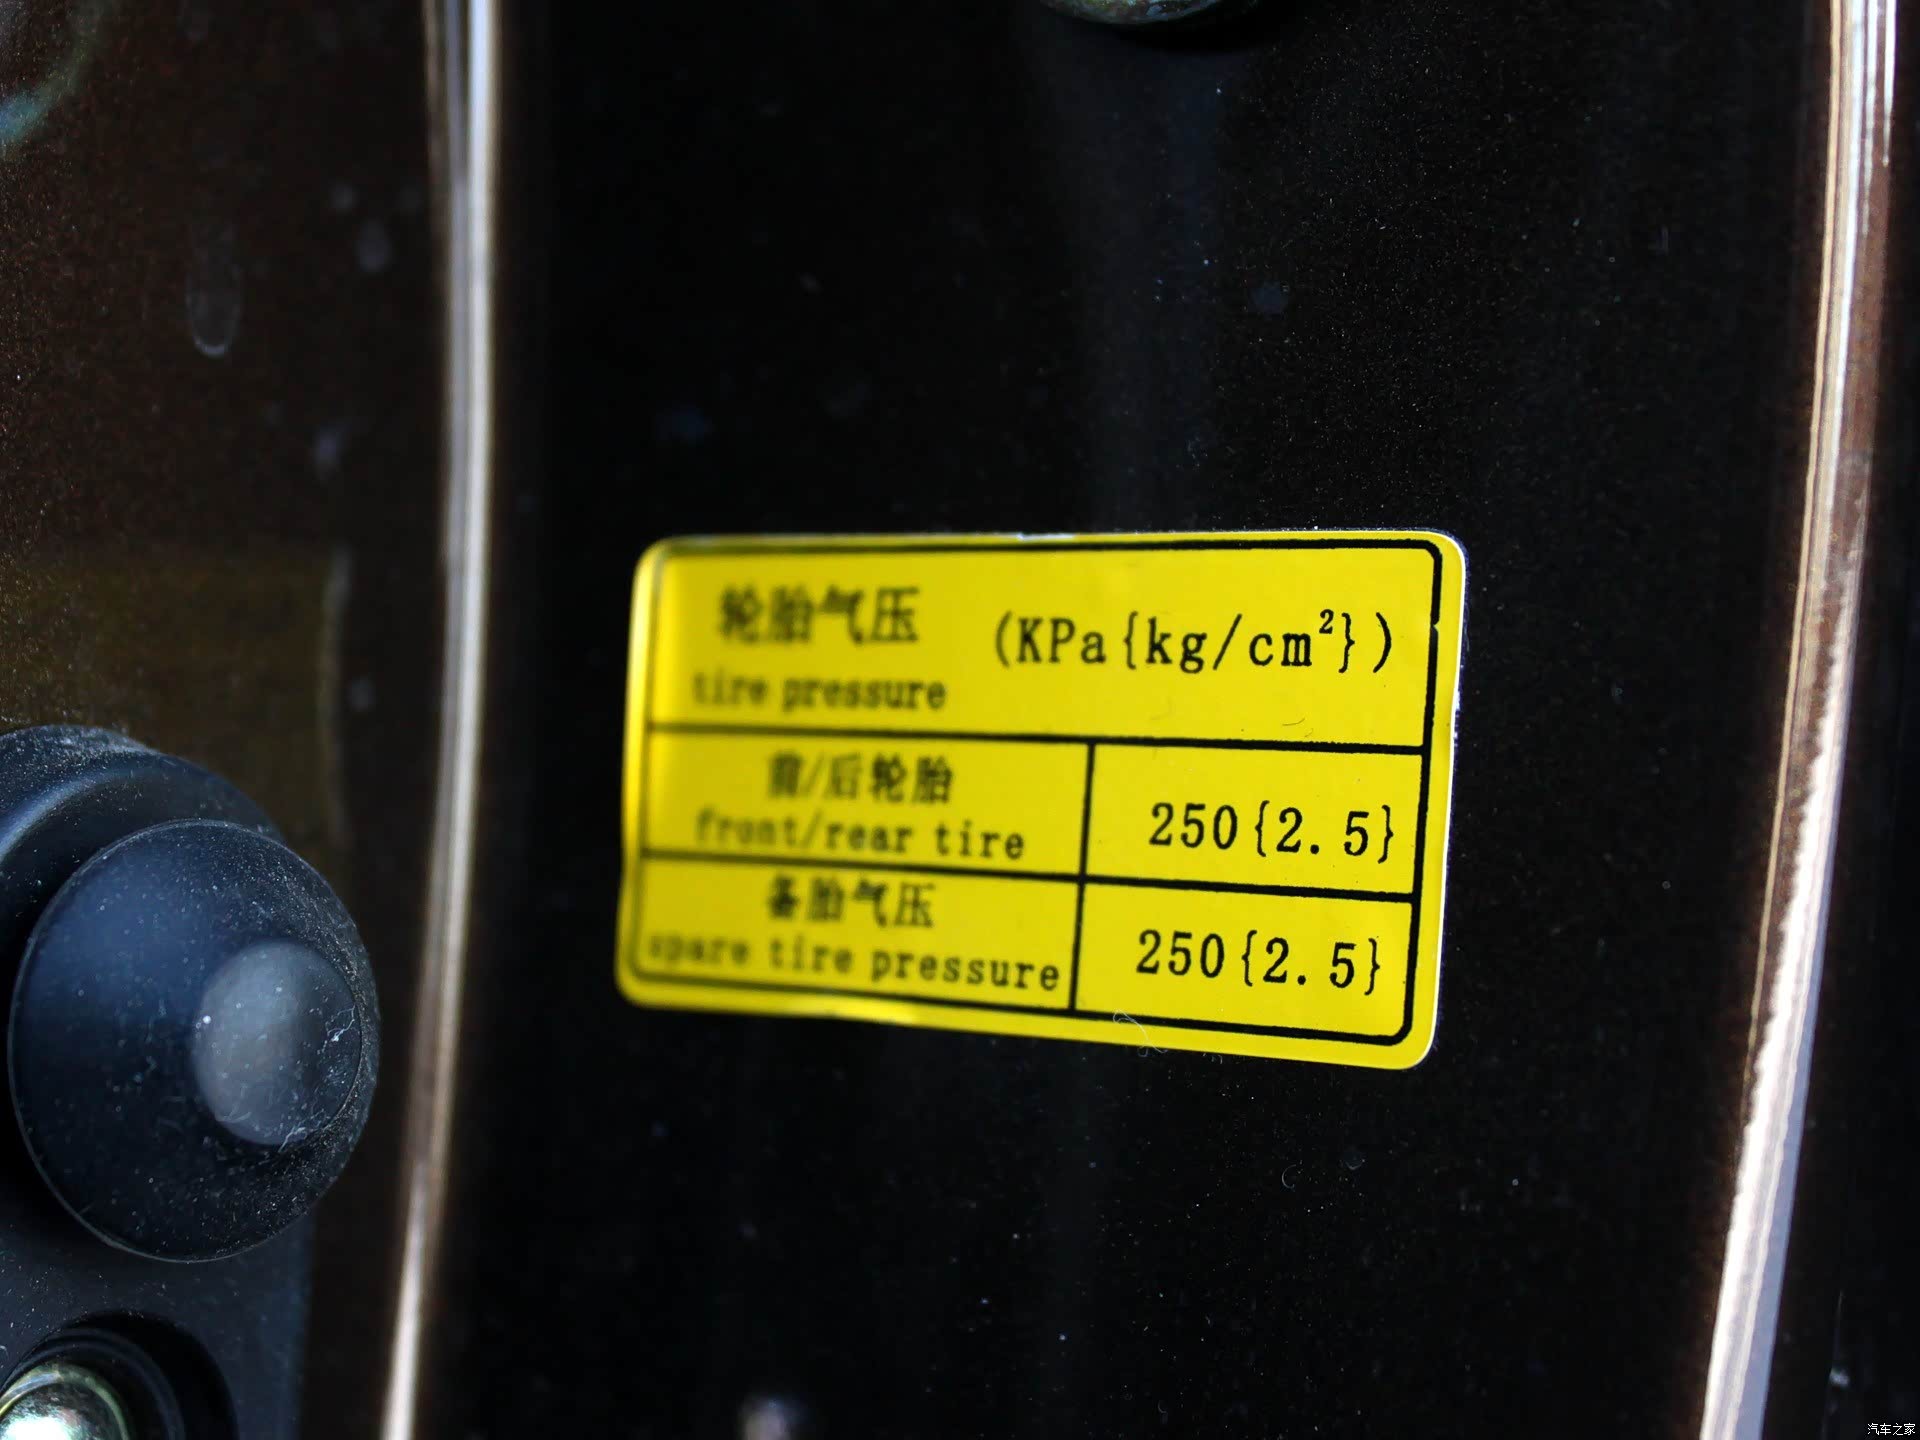 轮胎气压 (KPa{kg/cm²})
tire pressure
前/后轮胎
front/rear tire
250{2.5}
备胎气压
spare tire pressure
250{2.5}
汽车之家